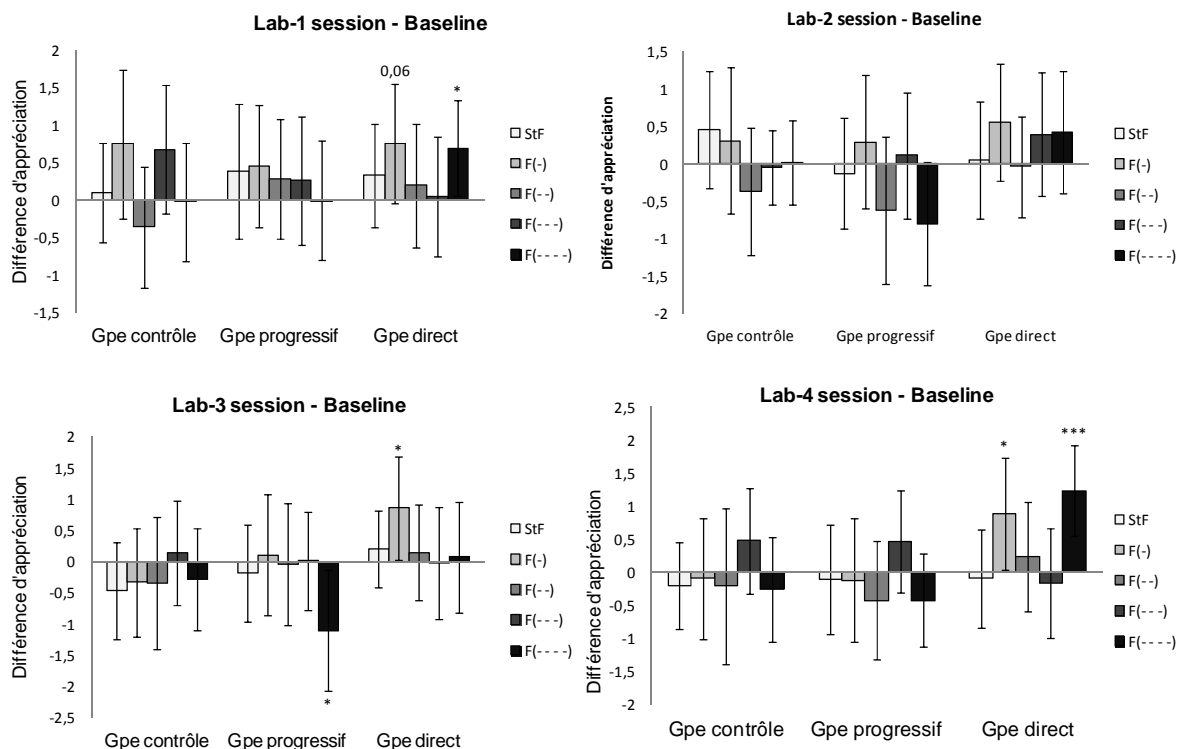 Lab-1 session - Baseline
Différence d'appréciation
2
1,5
1
0,5
0
-0,5
-1
-1,5
0,06
*
Gpe contrôle Gpe progressif Gpe direct
StF
F(-)
F(--)
F(---)
F(----)
Lab-2 session - Baseline
Différence d'appréciation
1,5
1
0,5
0
-0,5
-1
-1,5
-2
Gpe contrôle Gpe progressif Gpe direct
StF
F(-)
F(--)
F(---)
F(----)
Lab-3 session - Baseline
Différence d'appréciation
2
1,5
1
0,5
0
-0,5
-1
-1,5
-2
-2,5
*
*
Gpe contrôle Gpe progressif Gpe direct
StF
F(-)
F(--)
F(---)
F(----)
Lab-4 session - Baseline
Différence d'appréciation
2,5
2
1,5
1
0,5
0
-0,5
-1
-1,5
-2
*
***
Gpe contrôle Gpe progressif Gpe direct
StF
F(-)
F(--)
F(---)
F(----)